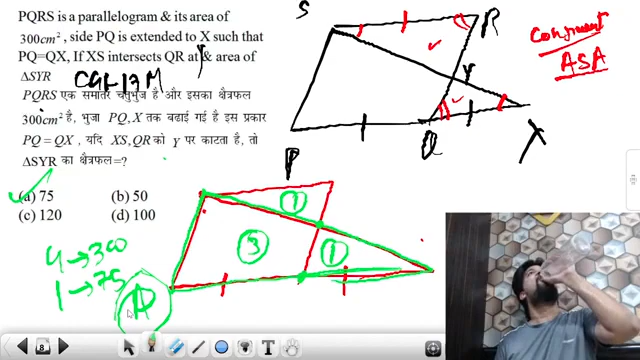 PQRS is a parallelogram & its area of
300cm², side PQ is extended to X such that
PQ=QX, If XS intersects QR at y & area of
ΔSYR CGL-17 M
PQRS एक समांतर चतुर्भुज है और इसका क्षेत्रफल
300cm² है, भुजा PQ, X तक बढाई गई है इस प्रकार
PQ = QX, यदि XS, QR को Y पर काटता है, तो
ΔSYR का क्षेत्रफल=?
(a) 75 (b) 50
(c) 120 (d) 100
4→300
1→75
A
S
R
Y
P
Q
X
Congruent
ASA
1
3
1
8